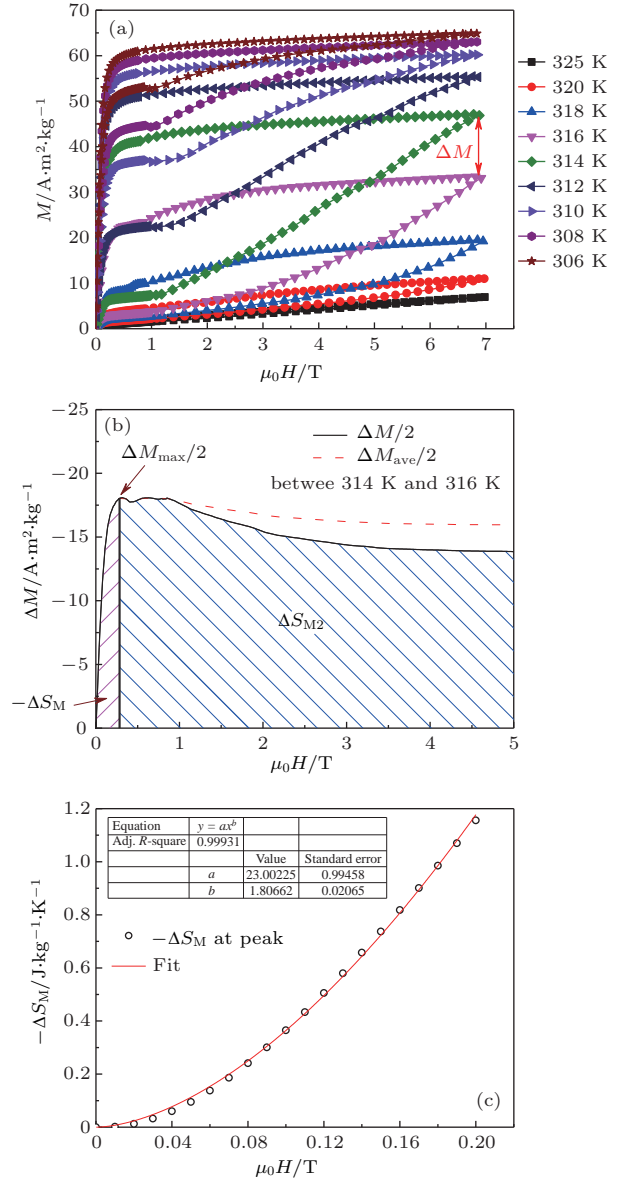 (a)
M/A·m²·kg⁻¹
70
60
50
40
30
20
10
0
0 1 2 3 4 5 6 7
μ₀H/T
ΔM
325 K
320 K
318 K
316 K
314 K
312 K
310 K
308 K
306 K
(b)
ΔM/A·m²·kg⁻¹
−25
−20
−15
−10
−5
0
0 1 2 3 4 5
μ₀H/T
ΔMmax/2
ΔM/2
ΔMave/2
betwee 314 K and 316 K
ΔSM2
−ΔSM
(c)
−ΔSM/J·kg⁻¹·K⁻¹
1.2
1.0
0.8
0.6
0.4
0.2
0
0 0.04 0.08 0.12 0.16 0.20
μ₀H/T
Equation y = axᵇ
Adj. R-square 0.99931
Value Standard error
a 23.00225 0.99458
b 1.80662 0.02065
−ΔSM at peak
Fit